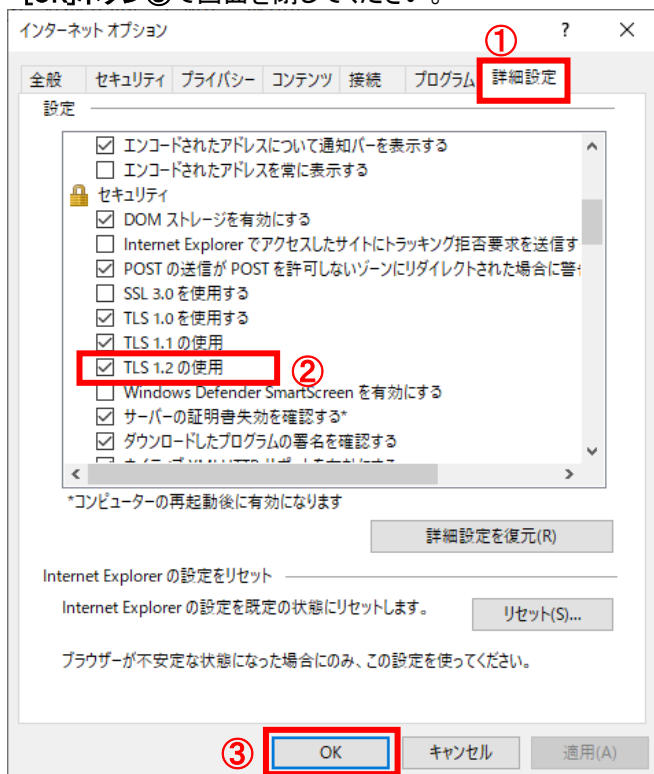 [OK]ボタン③で画面を閉じてください。
インターネット オプション ① ? ×
全般 セキュリティ プライバシー コンテンツ 接続 プログラム 詳細設定
設定
エンコードされたアドレスについて通知バーを表示する
エンコードされたアドレスを常に表示する
セキュリティ
DOM ストレージを有効にする
Internet Explorer でアクセスしたサイトにトラッキング拒否要求を送信す
POST の送信が POST を許可しないゾーンにリダイレクトされた場合に警
SSL 3.0 を使用する
TLS 1.0 を使用する
TLS 1.1 の使用
TLS 1.2 の使用 ②
Windows Defender SmartScreen を有効にする
サーバーの証明書失効を確認する*
ダウンロードしたプログラムの署名を確認する
*コンピューターの再起動後に有効になります
詳細設定を復元(R)
Internet Explorer の設定をリセット
Internet Explorer の設定を既定の状態にリセットします。
リセット(S)...
ブラウザーが不安定な状態になった場合にのみ、この設定を使ってください。
③ OK キャンセル 適用(A)